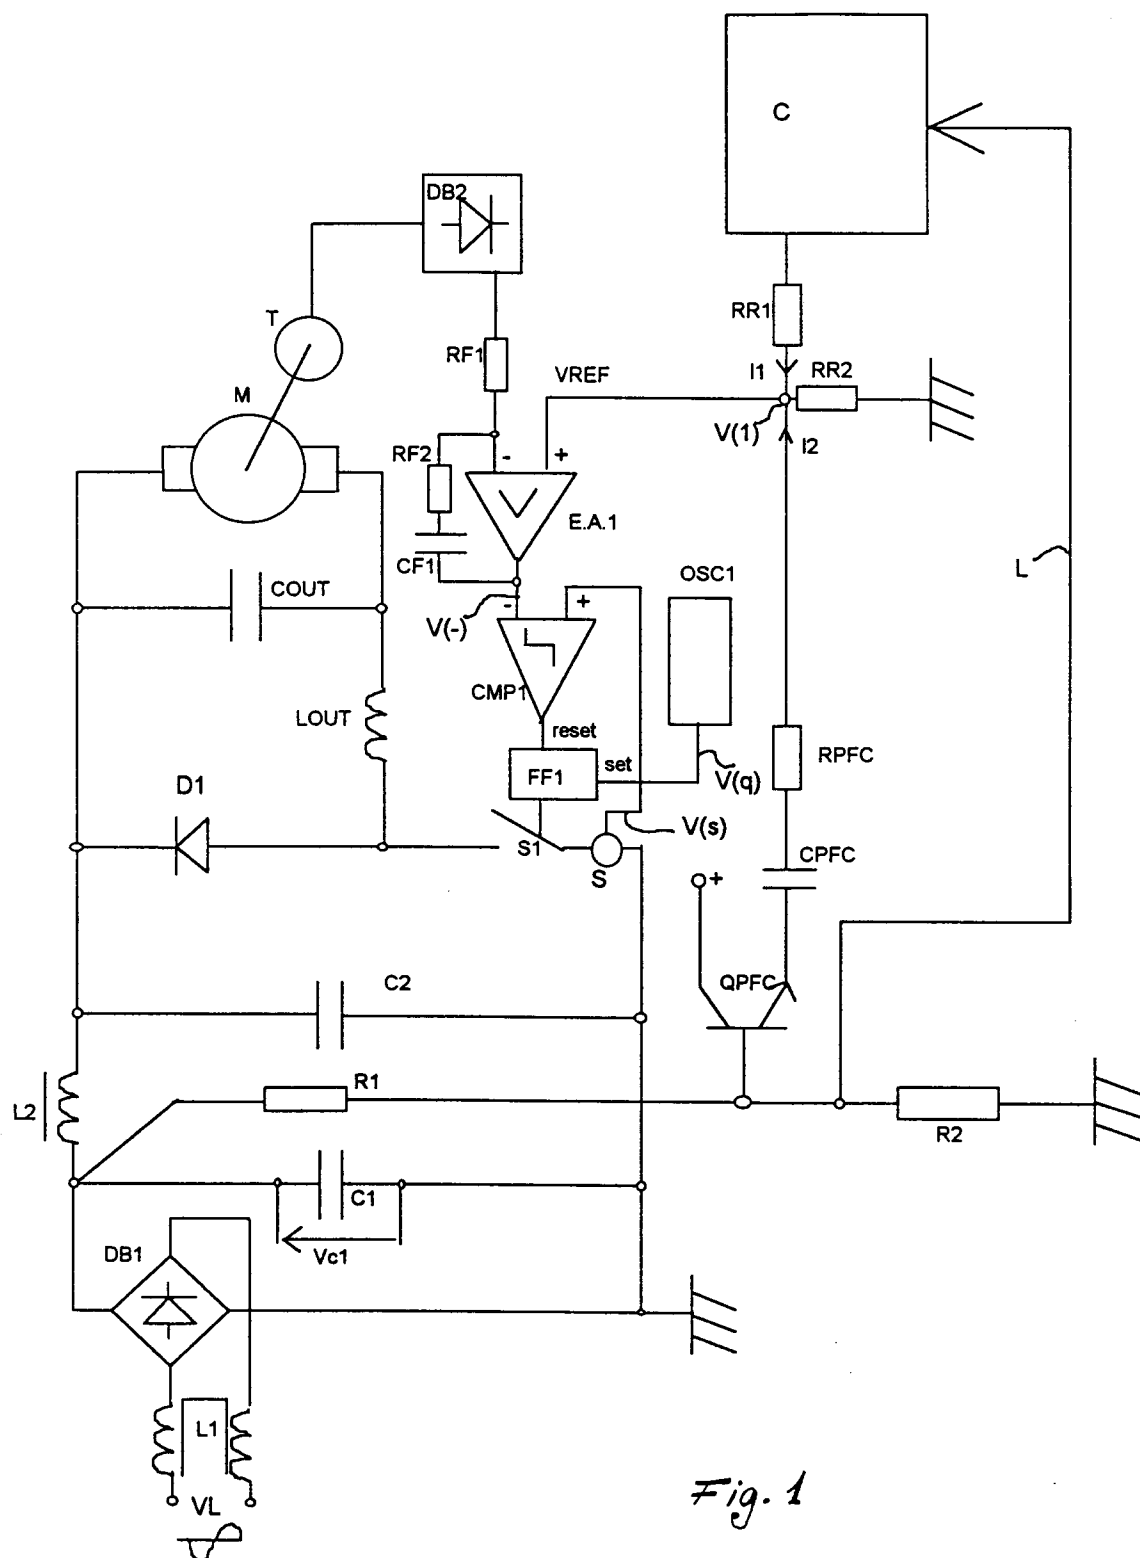 C
DB2
T
RR1
RF1
I1
RR2
VREF
M
V(1)
I2
RF2
-
+
E.A.1
CF1
OSC1
L
COUT
V(-)
-
+
CMP1
LOUT
reset
RPFC
set
FF1
V(q)
D1
V(s)
S1
S
CPFC
+
C2
QPFC
R1
L2
R2
C1
Vc1
DB1
L1
VL
Fig. 1